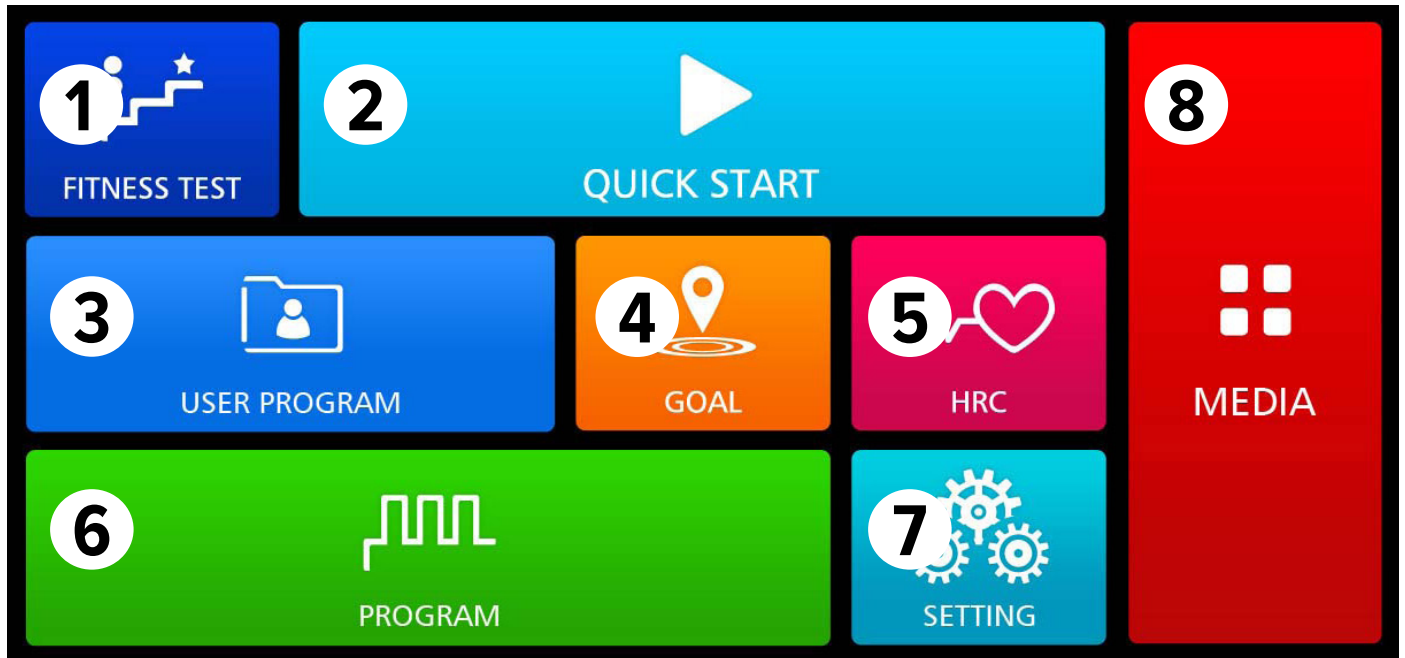 1
FITNESS TEST
2
QUICK START
8
MEDIA
3
USER PROGRAM
4
GOAL
5
HRC
6
PROGRAM
7
SETTING